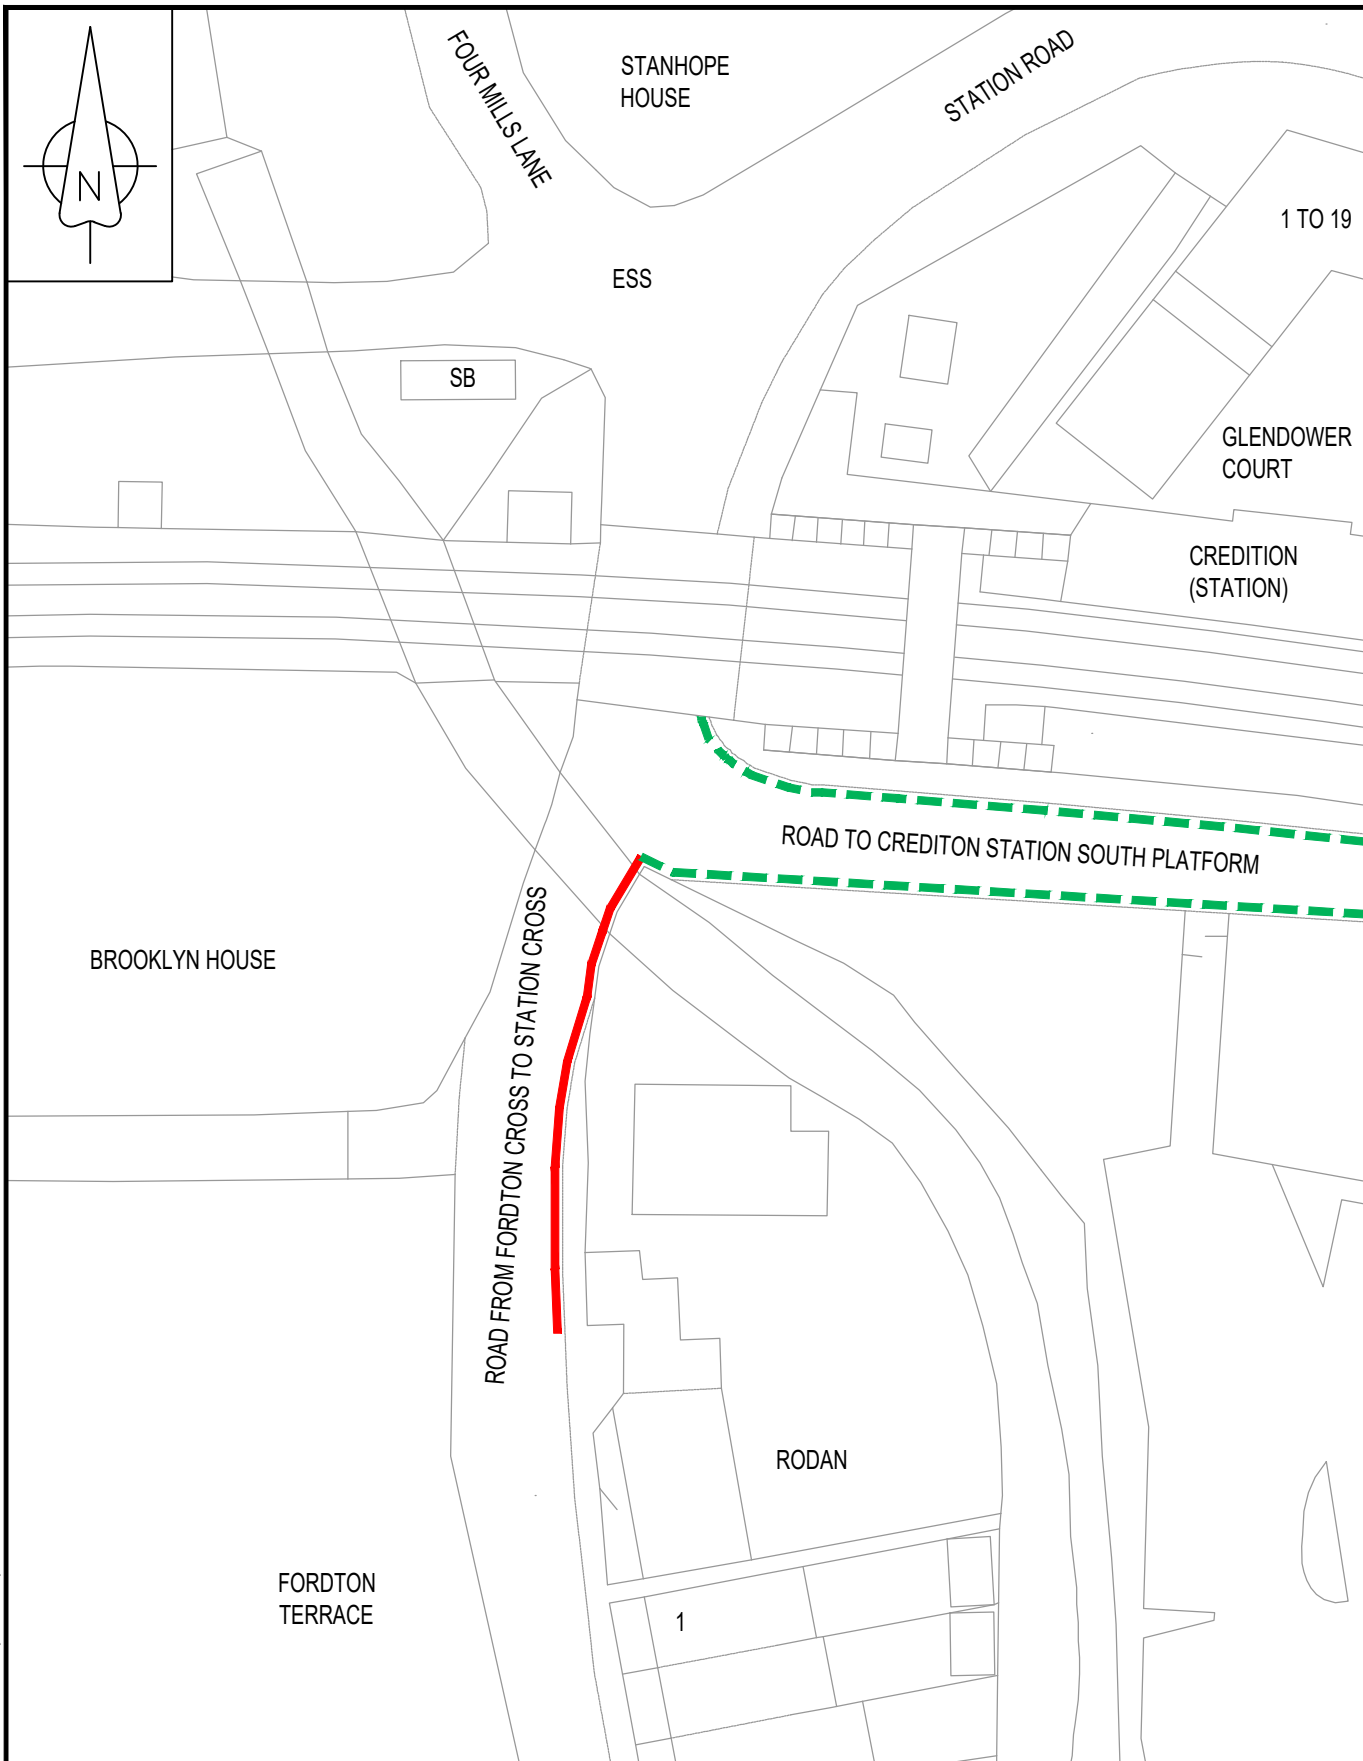 N
FOUR MILLS LANE
STANHOPE
HOUSE
STATION ROAD
1 TO 19
ESS
SB
GLENDOWER
COURT
CREDITION
(STATION)
ROAD TO CREDITON STATION SOUTH PLATFORM
BROOKLYN HOUSE
ROAD FROM FORDTON CROSS TO STATION CROSS
RODAN
FORDTON
TERRACE
1